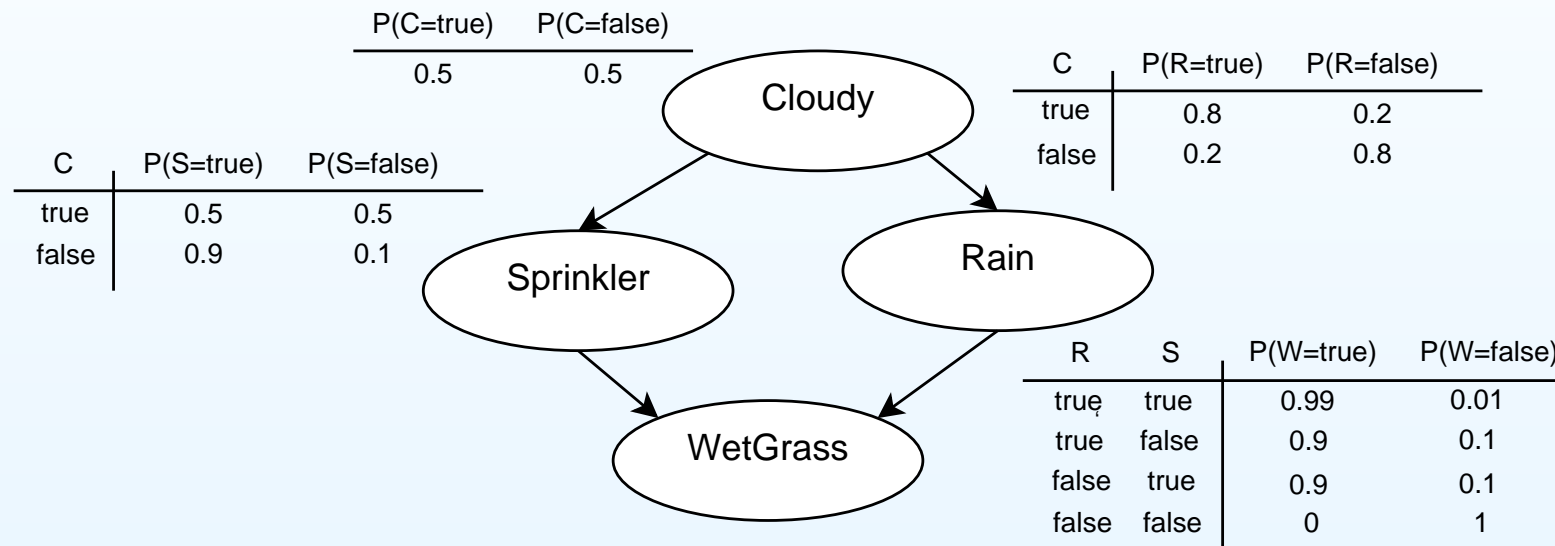 P(C=true) P(C=false)
0.5 0.5
Cloudy
C P(R=true) P(R=false)
true 0.8 0.2
false 0.2 0.8
C P(S=true) P(S=false)
true 0.5 0.5
false 0.9 0.1
Sprinkler
Rain
R S P(W=true) P(W=false)
truę true 0.99 0.01
true false 0.9 0.1
false true 0.9 0.1
false false 0 1
WetGrass